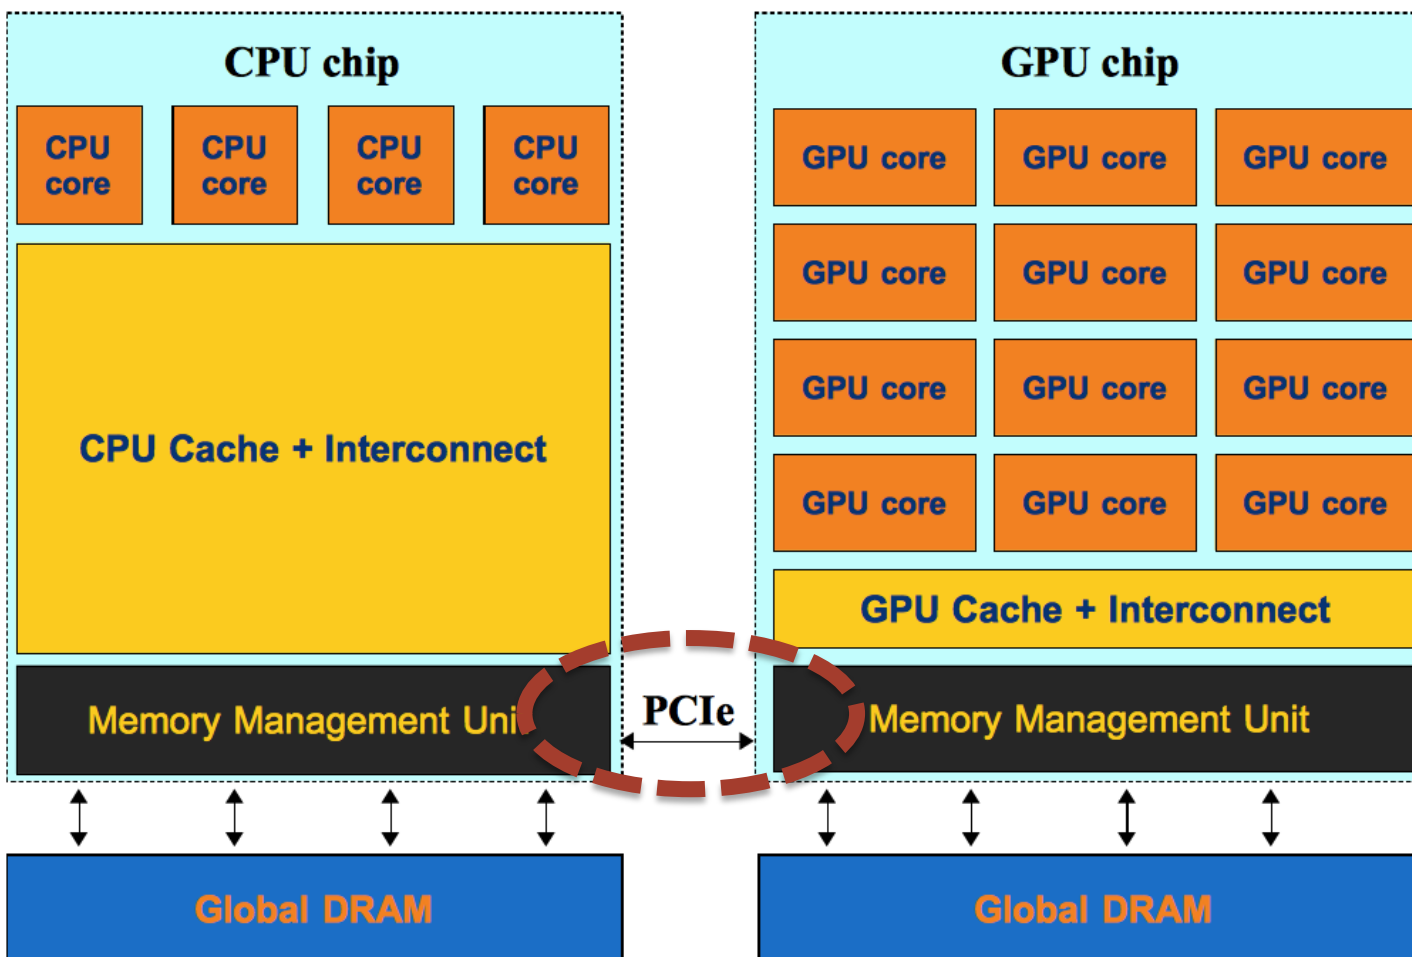 CPU chip
CPU
core
CPU
core
CPU
core
CPU
core
CPU Cache + Interconnect
Memory Management Uni
Global DRAM
PCIe
GPU chip
GPU core
GPU core
GPU core
GPU core
GPU core
GPU core
GPU core
GPU core
GPU core
GPU core
GPU core
GPU core
GPU Cache + Interconnect
Memory Management Unit
Global DRAM